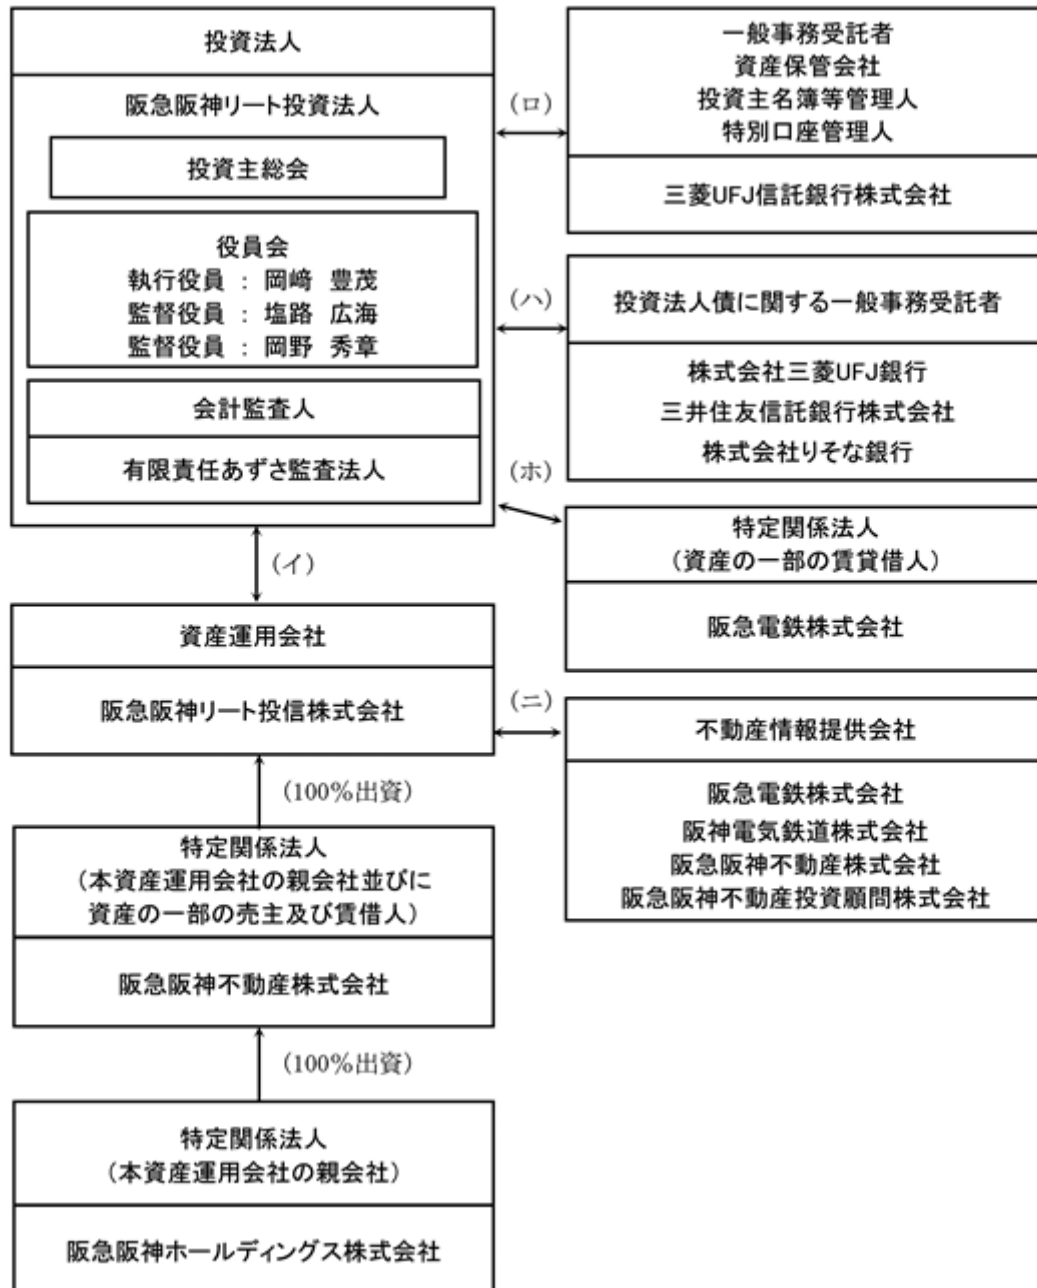 投資法人
阪急阪神リート投資法人
投資主総会
役員会
執行役員 ： 岡﨑 豊茂
監督役員 ： 塩路 広海
監督役員 ： 岡野 秀章
会計監査人
有限責任あずさ監査法人
(イ)
資産運用会社
阪急阪神リート投信株式会社
(100%出資)
特定関係法人
（本資産運用会社の親会社並びに
資産の一部の売主及び賃借人）
阪急阪神不動産株式会社
(100%出資)
特定関係法人
（本資産運用会社の親会社）
阪急阪神ホールディングス株式会社
(ロ)
一般事務受託者
資産保管会社
投資主名簿等管理人
特別口座管理人
三菱UFJ信託銀行株式会社
(ハ)
投資法人債に関する一般事務受託者
株式会社三菱UFJ銀行
三井住友信託銀行株式会社
株式会社りそな銀行
(ホ)
特定関係法人
（資産の一部の賃貸借人）
阪急電鉄株式会社
(ニ)
不動産情報提供会社
阪急電鉄株式会社
阪神電気鉄道株式会社
阪急阪神不動産株式会社
阪急阪神不動産投資顧問株式会社